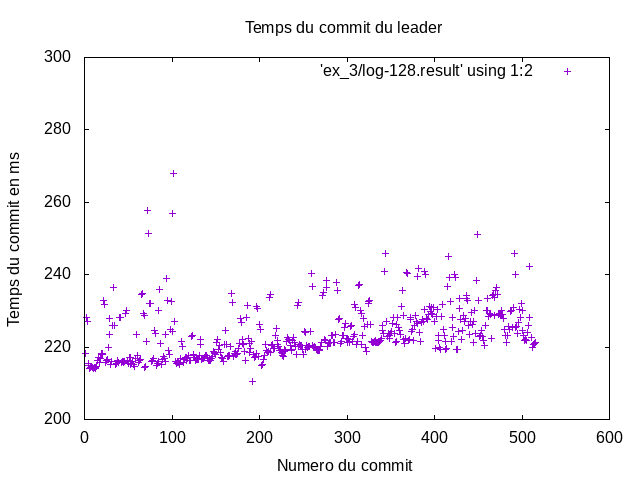 Temps du commit du leader
'ex_3/log-128.result' using 1:2
Temps du commit en ms
300
280
260
240
220
200
0 100 200 300 400 500 600
Numero du commit